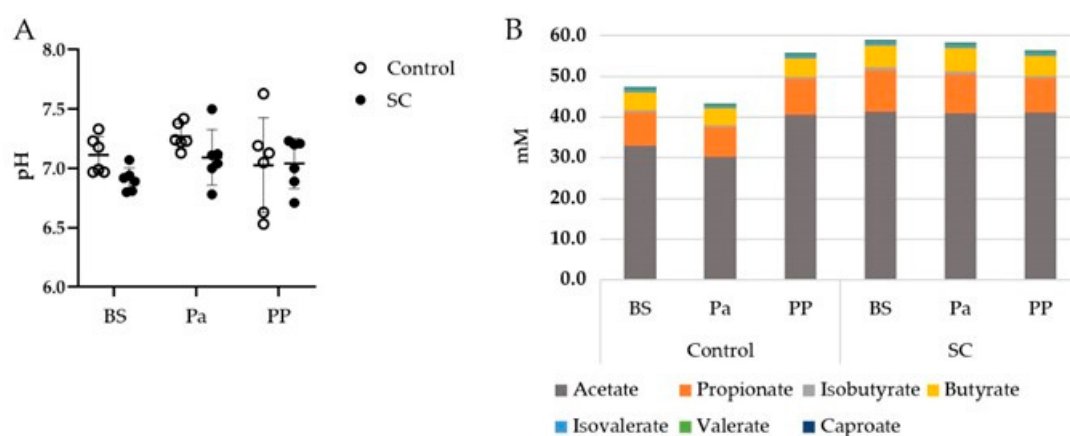 A
8.0
7.5
7.0
6.5
6.0
pH
BS Pa PP
Control
SC
B
60.0
50.0
40.0
30.0
20.0
10.0
0.0
mM
BS Pa PP BS Pa PP
Control SC
Acetate Propionate Isobutyrate Butyrate
Isovalerate Valerate Caproate